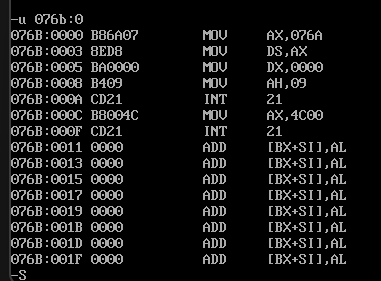 -u 076b:0
076B:0000 B86A07 MOV AX,076A
076B:0003 8ED8 MOV DS,AX
076B:0005 BA0000 MOV DX,0000
076B:0008 B409 MOV AH,09
076B:000A CD21 INT 21
076B:000C B8004C MOV AX,4C00
076B:000F CD21 INT 21
076B:0011 0000 ADD [BX+SI],AL
076B:0013 0000 ADD [BX+SI],AL
076B:0015 0000 ADD [BX+SI],AL
076B:0017 0000 ADD [BX+SI],AL
076B:0019 0000 ADD [BX+SI],AL
076B:001B 0000 ADD [BX+SI],AL
076B:001D 0000 ADD [BX+SI],AL
076B:001F 0000 ADD [BX+SI],AL
-S